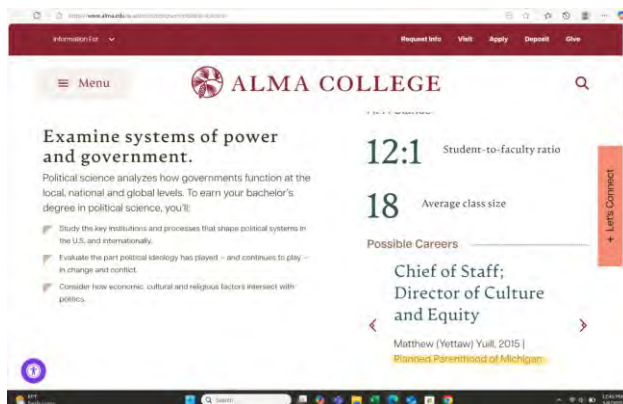 Information For
Request Info Visit Apply Deposit Give
Menu
ALMA COLLEGE
Examine systems of power
and government.
Political science analyzes how governments function at the
local, national and global levels. To earn your bachelor's
degree in political science, you'll:
Study the key institutions and processes that shape political systems in
the U.S. and internationally.
Evaluate the part political ideology has played – and continues to play –
in change and conflict.
Consider how economic, cultural and religious factors intersect with
politics.
12:1 Student-to-faculty ratio
18 Average class size
Possible Careers
Chief of Staff;
Director of Culture
and Equity
Matthew (Yettaw) Yuill, 2015 |
Planned Parenthood of Michigan
+ Let's Connect
Search